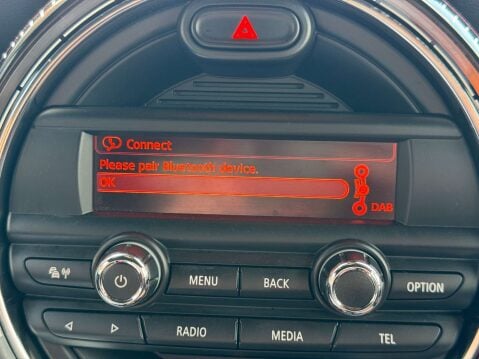 Connect
Please pair Bluetooth device.
OK
DAB
MENU
BACK
OPTION
RADIO
MEDIA
TEL